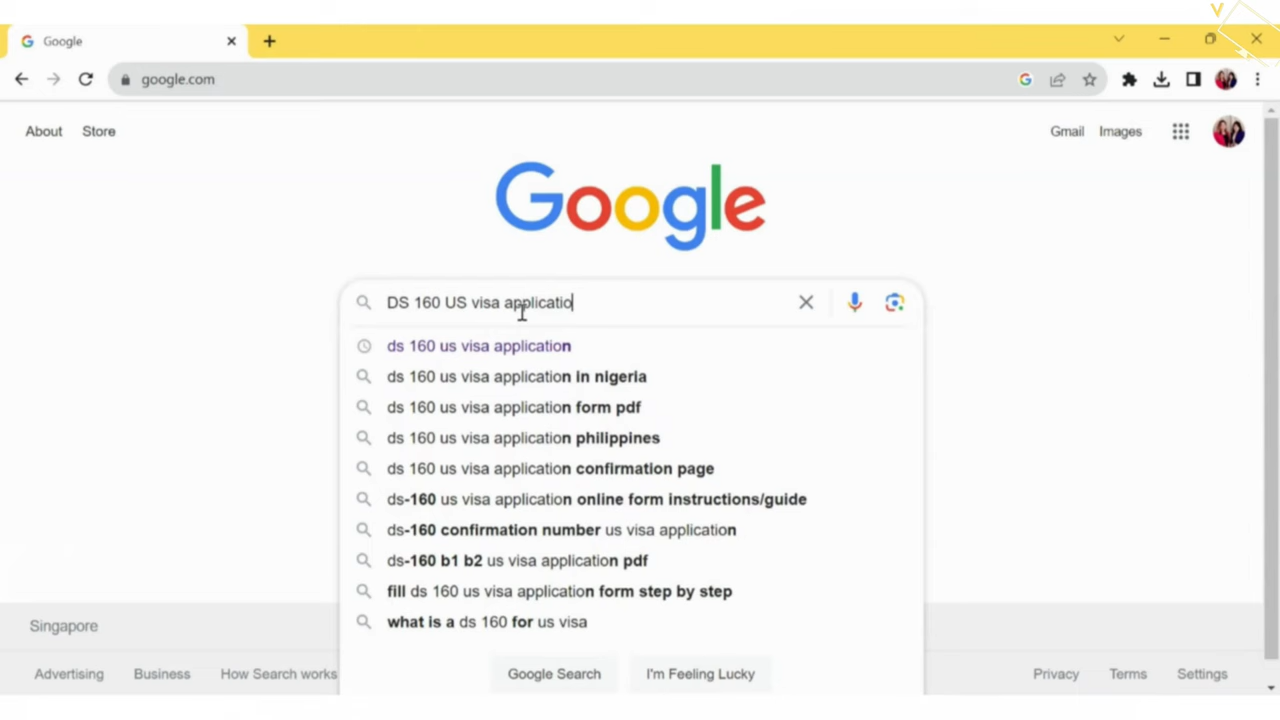 Google
google.com
About Store Gmail Images
Google
DS 160 US visa applicatio
ds 160 us visa application
ds 160 us visa application in nigeria
ds 160 us visa application form pdf
ds 160 us visa application philippines
ds 160 us visa application confirmation page
ds-160 us visa application online form instructions/guide
ds-160 confirmation number us visa application
ds-160 b1 b2 us visa application pdf
fill ds 160 us visa application form step by step
what is a ds 160 for us visa
Singapore
Google Search I'm Feeling Lucky
Advertising Business How Search works Privacy Terms Settings